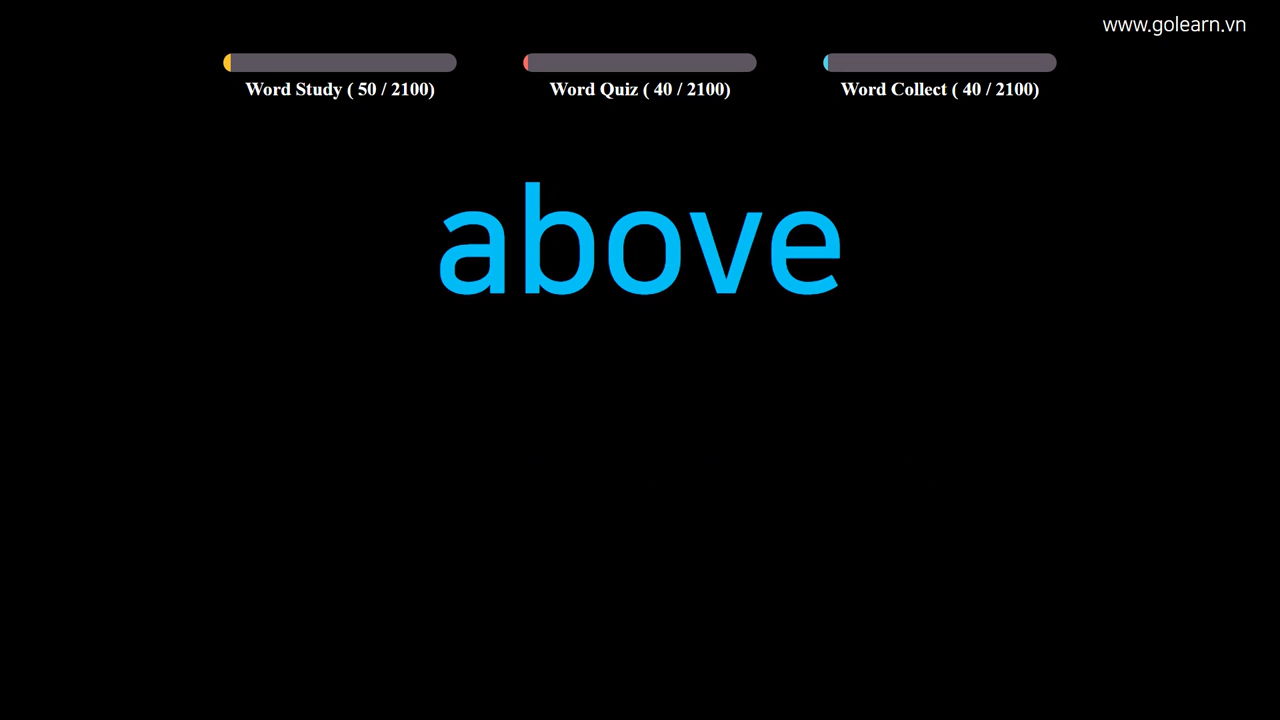 www.golearn.vn
Word Study ( 50 / 2100)
Word Quiz ( 40 / 2100)
Word Collect ( 40 / 2100)
above